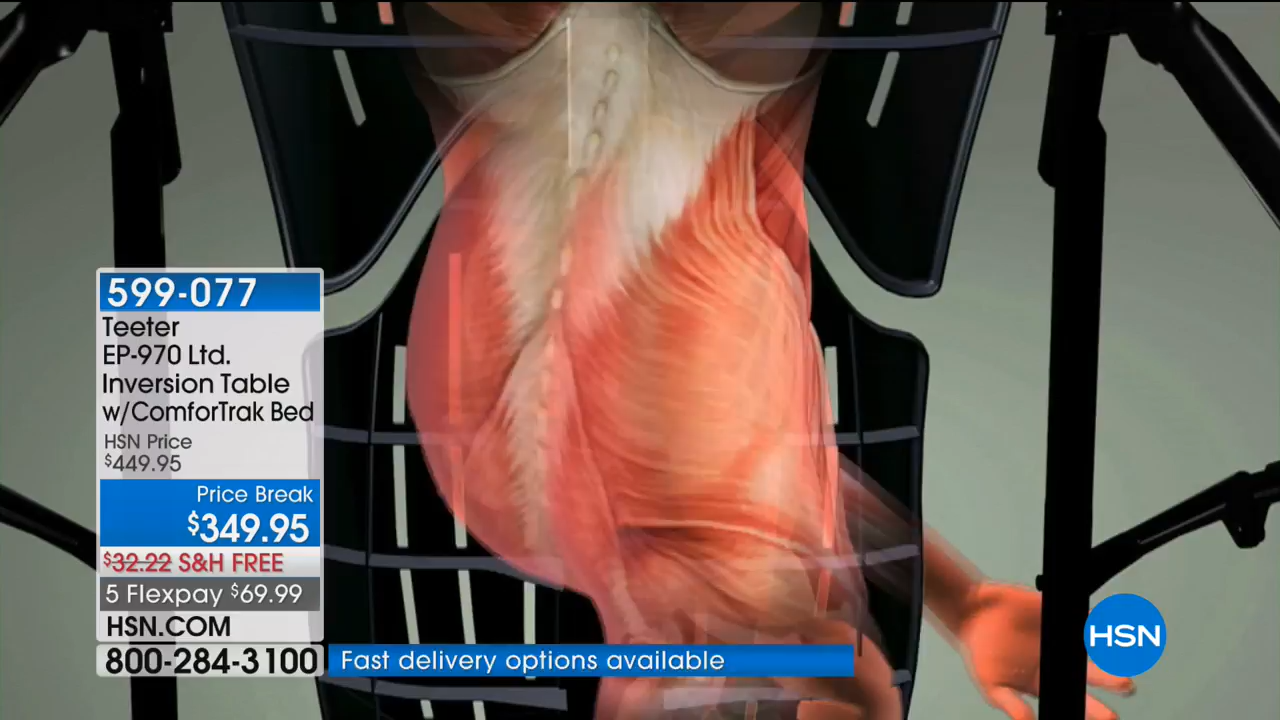 599-077
Teeter
EP-970 Ltd.
Inversion Table
w/ComforTrak Bed
HSN Price
$449.95
Price Break
$349.95
$32.22 S&H FREE
5 Flexpay $69.99
HSN.COM
800-284-3100
Fast delivery options available
HSN